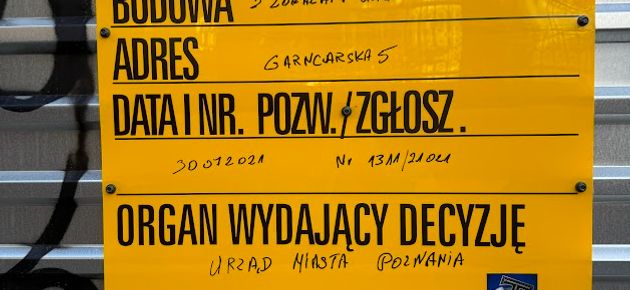 BUDOWA
ADRES GARNCARSKA 5
DATA I NR. POZW./ZGŁOSZ.
30 07 2021 Nr 1311/2021
ORGAN WYDAJĄCY DECYZJĘ
URZĄD MIASTA POZNANIA